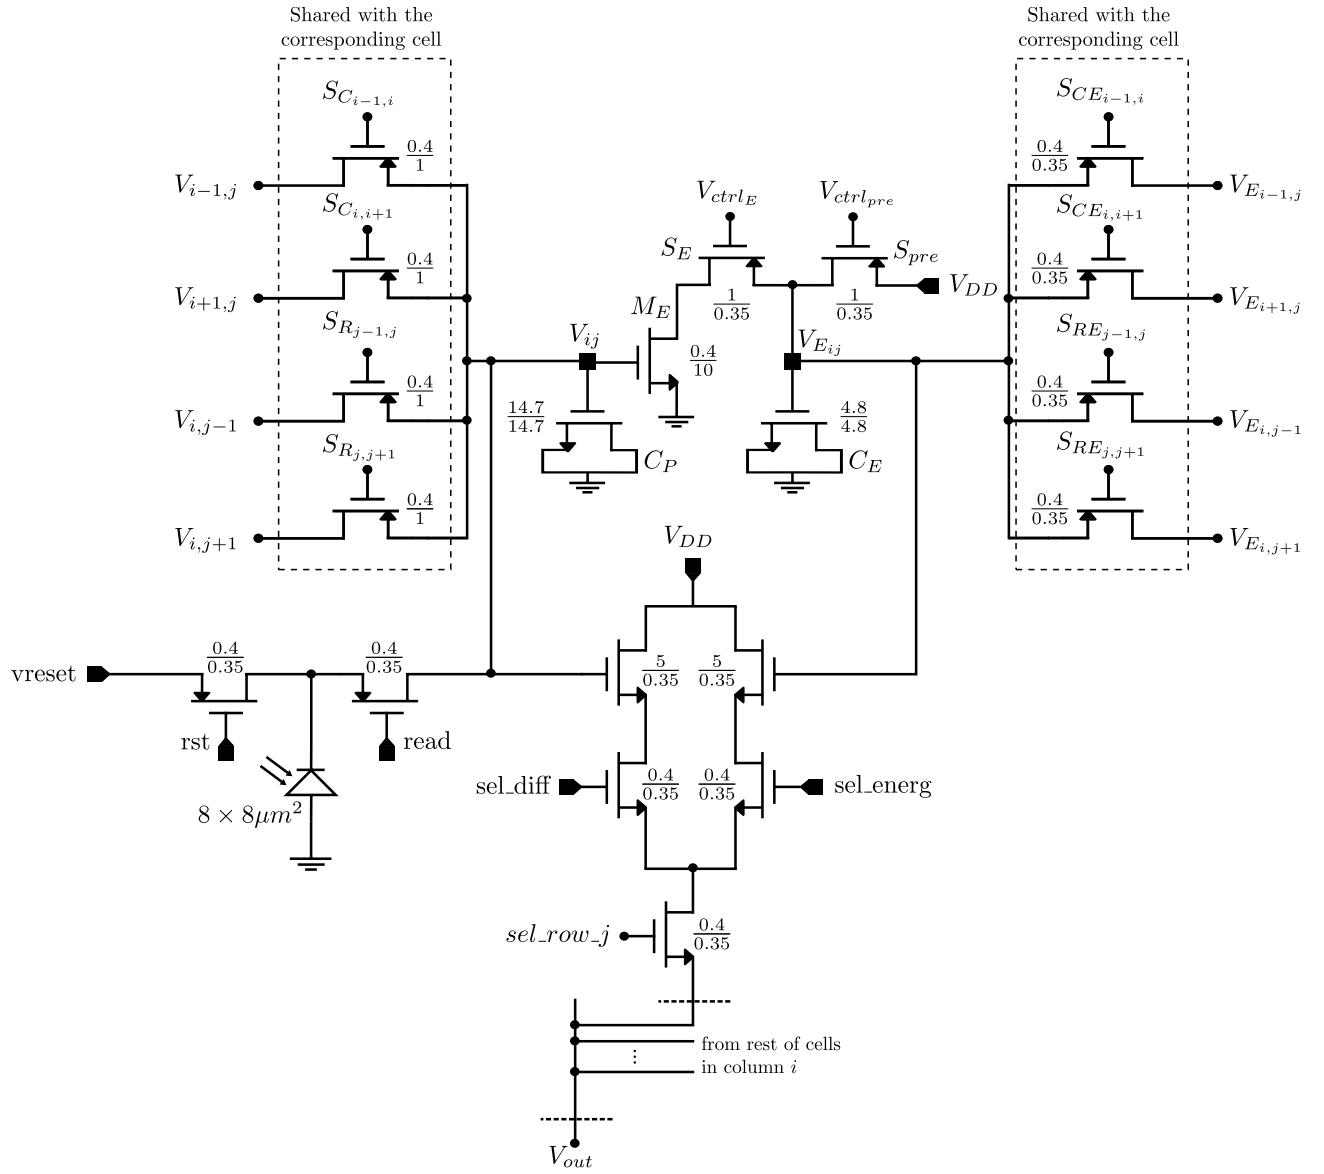 Shared with the
corresponding cell
Shared with the
corresponding cell
S_{C_{i−1,i}}
0.4/1
V_{i−1,j}
S_{C_{i,i+1}}
0.4/1
V_{i+1,j}
S_{R_{j−1,j}}
0.4/1
V_{i,j−1}
S_{R_{j,j+1}}
0.4/1
V_{i,j+1}
V_{ctrl_E}
V_{ctrl_{pre}}
S_E
S_{pre}
V_{DD}
1/0.35
1/0.35
M_E
V_{ij}
V_{E_{ij}}
0.4/10
14.7/14.7
4.8/4.8
C_P
C_E
S_{CE_{i−1,i}}
0.4/0.35
V_{E_{i−1,j}}
S_{CE_{i,i+1}}
0.4/0.35
V_{E_{i+1,j}}
S_{RE_{j−1,j}}
0.4/0.35
V_{E_{i,j−1}}
S_{RE_{j,j+1}}
0.4/0.35
V_{E_{i,j+1}}
V_{DD}
0.4/0.35
0.4/0.35
vreset
5/0.35
5/0.35
rst
read
sel_diff
0.4/0.35
0.4/0.35
sel_energ
8 × 8μm²
sel_row_j
0.4/0.35
from rest of cells
⋮
in column i
V_{out}